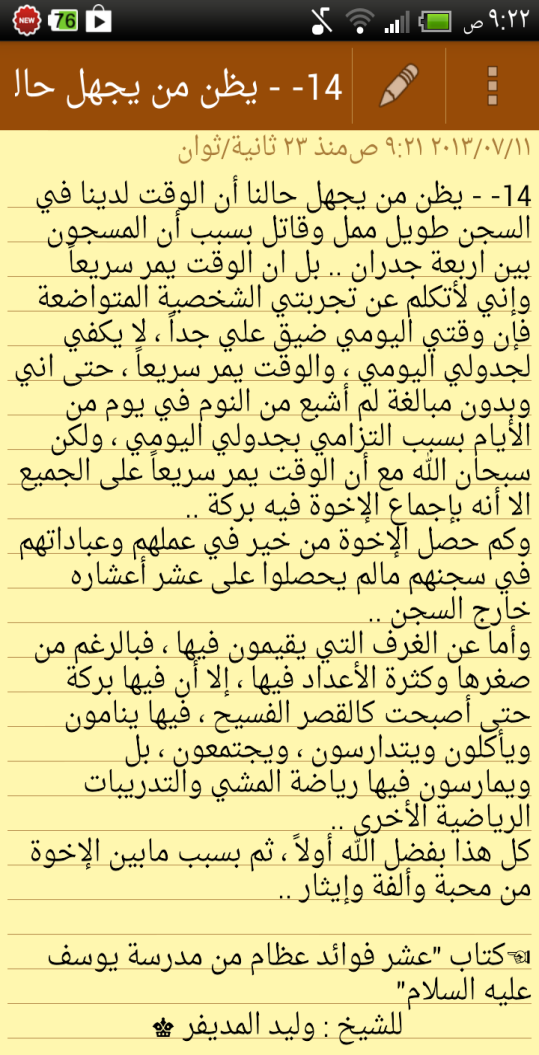 NEW 76 ٩:٢٢ ص
14- - يظن من يجهل حالـ
٢٠١٣/٠٧/١١ ٩:٢١ ص منذ ٢٣ ثانية/ثوان
14- - يظن من يجهل حالنا أن الوقت لدينا في
السجن طويل ممل وقاتل بسبب أن المسجون
بين اربعة جدران .. بل ان الوقت يمر سريعاً
وإني لأتكلم عن تجربتي الشخصية المتواضعة
فإن وقتي اليومي ضيق علي جداً ، لا يكفي
لجدولي اليومي ، والوقت يمر سريعاً ، حتى اني
وبدون مبالغة لم أشبع من النوم في يوم من
الأيام بسبب التزامي بجدولي اليومي ، ولكن
سبحان الله مع أن الوقت يمر سريعاً على الجميع
الا أنه بإجماع الإخوة فيه بركة ..
وكم حصل الإخوة من خير في عملهم وعباداتهم
في سجنهم مالم يحصلوا على عشر أعشاره
خارج السجن ..
وأما عن الغرف التي يقيمون فيها ، فبالرغم من
صغرها وكثرة الأعداد فيها ، إلا أن فيها بركة
حتى أصبحت كالقصر الفسيح ، فيها ينامون
ويأكلون ويتدارسون ، ويجتمعون ، بل
ويمارسون فيها رياضة المشي والتدريبات
الرياضية الأخرى ..
كل هذا بفضل الله أولاً ، ثم بسبب مابين الإخوة
من محبة وألفة وإيثار ..
☜كتاب "عشر فوائد عظام من مدرسة يوسف
عليه السلام"
للشيخ : وليد المديفر ♚